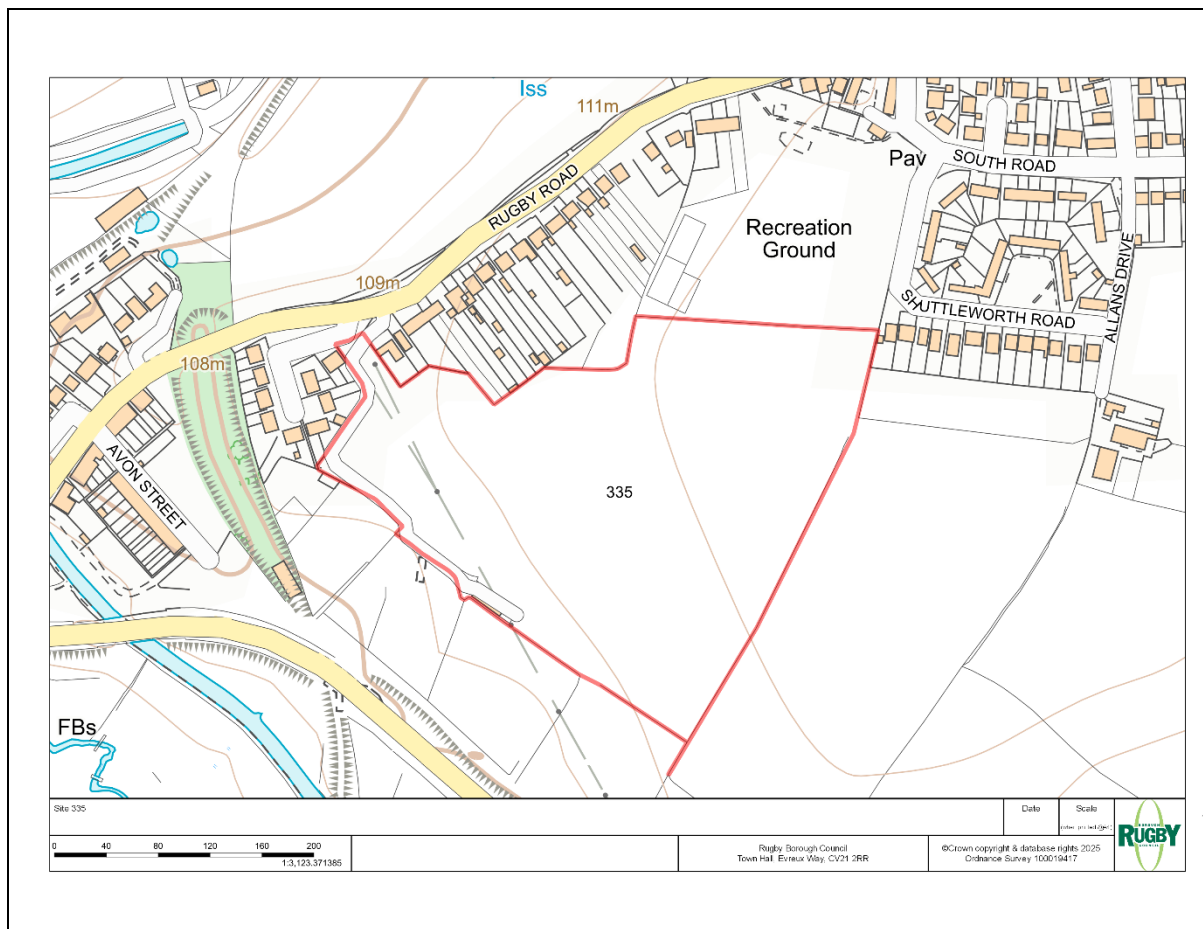 Iss
111m
Pav
SOUTH ROAD
RUGBY ROAD
Recreation
Ground
ALLANS DRIVE
109m
SHUTTLEWORTH ROAD
108m
AVON STREET
335
FBs
Site 335
Date
Scale
0 40 80 120 160 200
1:3,123.371385
Rugby Borough Council
Town Hall, Evreux Way, CV21 2RR
©Crown copyright & database rights 2025
Ordnance Survey 100019417
RUGBY